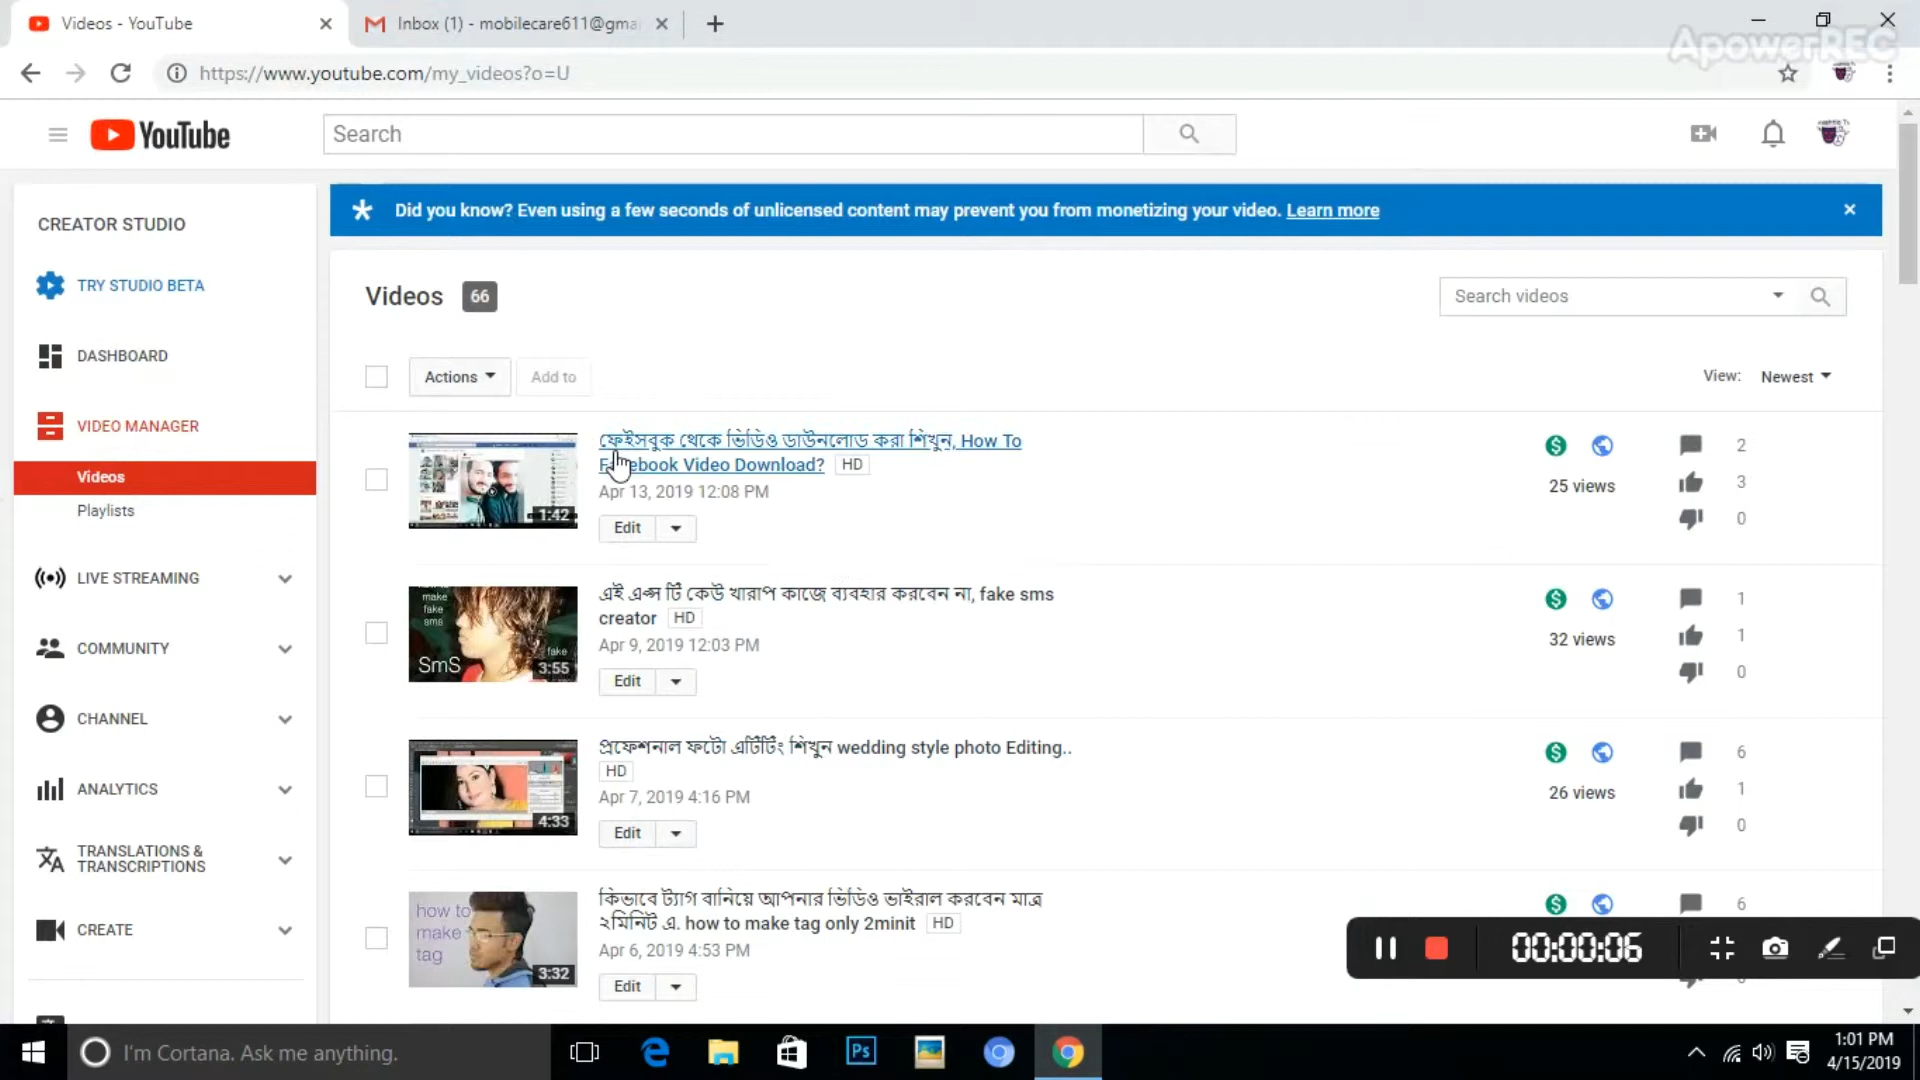 Videos - YouTube
Inbox (1) - mobilecare611@gma
ApowerREC
https://www.youtube.com/my_videos?o=U
YouTube
Search
CREATOR STUDIO
Did you know? Even using a few seconds of unlicensed content may prevent you from monetizing your video. Learn more
TRY STUDIO BETA
Videos 66
Search videos
DASHBOARD
Actions
Add to
View: Newest
VIDEO MANAGER
Videos
Playlists
LIVE STREAMING
COMMUNITY
CHANNEL
ANALYTICS
TRANSLATIONS &
TRANSCRIPTIONS
CREATE
ফেইসবুক থেকে ভিডিও ডাউনলোড করা শিখুন, How To
Facebook Video Download? HD
Apr 13, 2019 12:08 PM
1:42
Edit
25 views
2
3
0
এই এপ্স টি কেউ খারাপ কাজে ব্যবহার করবেন না, fake sms
creator HD
Apr 9, 2019 12:03 PM
make
fake
sms
SmS
fake
3:55
Edit
32 views
1
1
0
প্রফেশনাল ফটো এটিটিং শিখুন wedding style photo Editing..
HD
Apr 7, 2019 4:16 PM
4:33
Edit
26 views
6
1
0
কিভাবে ট্যাগ বানিয়ে আপনার ভিডিও ভাইরাল করবেন মাত্র
২মিনিট এ. how to make tag only 2minit HD
Apr 6, 2019 4:53 PM
how to
make
tag
3:32
Edit
6
00:00:06
I'm Cortana. Ask me anything.
Ps
1:01 PM
4/15/2019